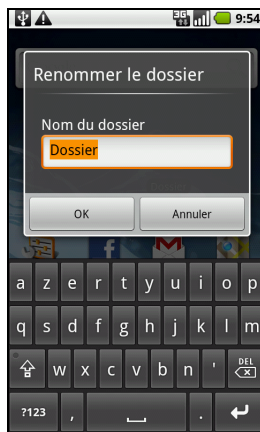 3G
9:54
Renommer le dossier
Nom du dossier
Dossier
OK
Annuler
a z e r t y u i o p
q s d f g h j k l m
w x c v b n ' DEL
?123 , .